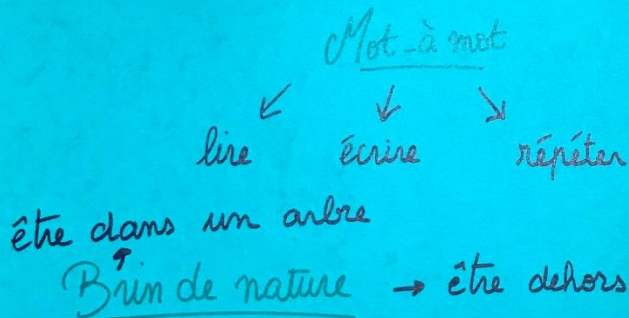 Mot-à mot
lire écrire répéter
être dans un arbre
Brin de nature → être dehors